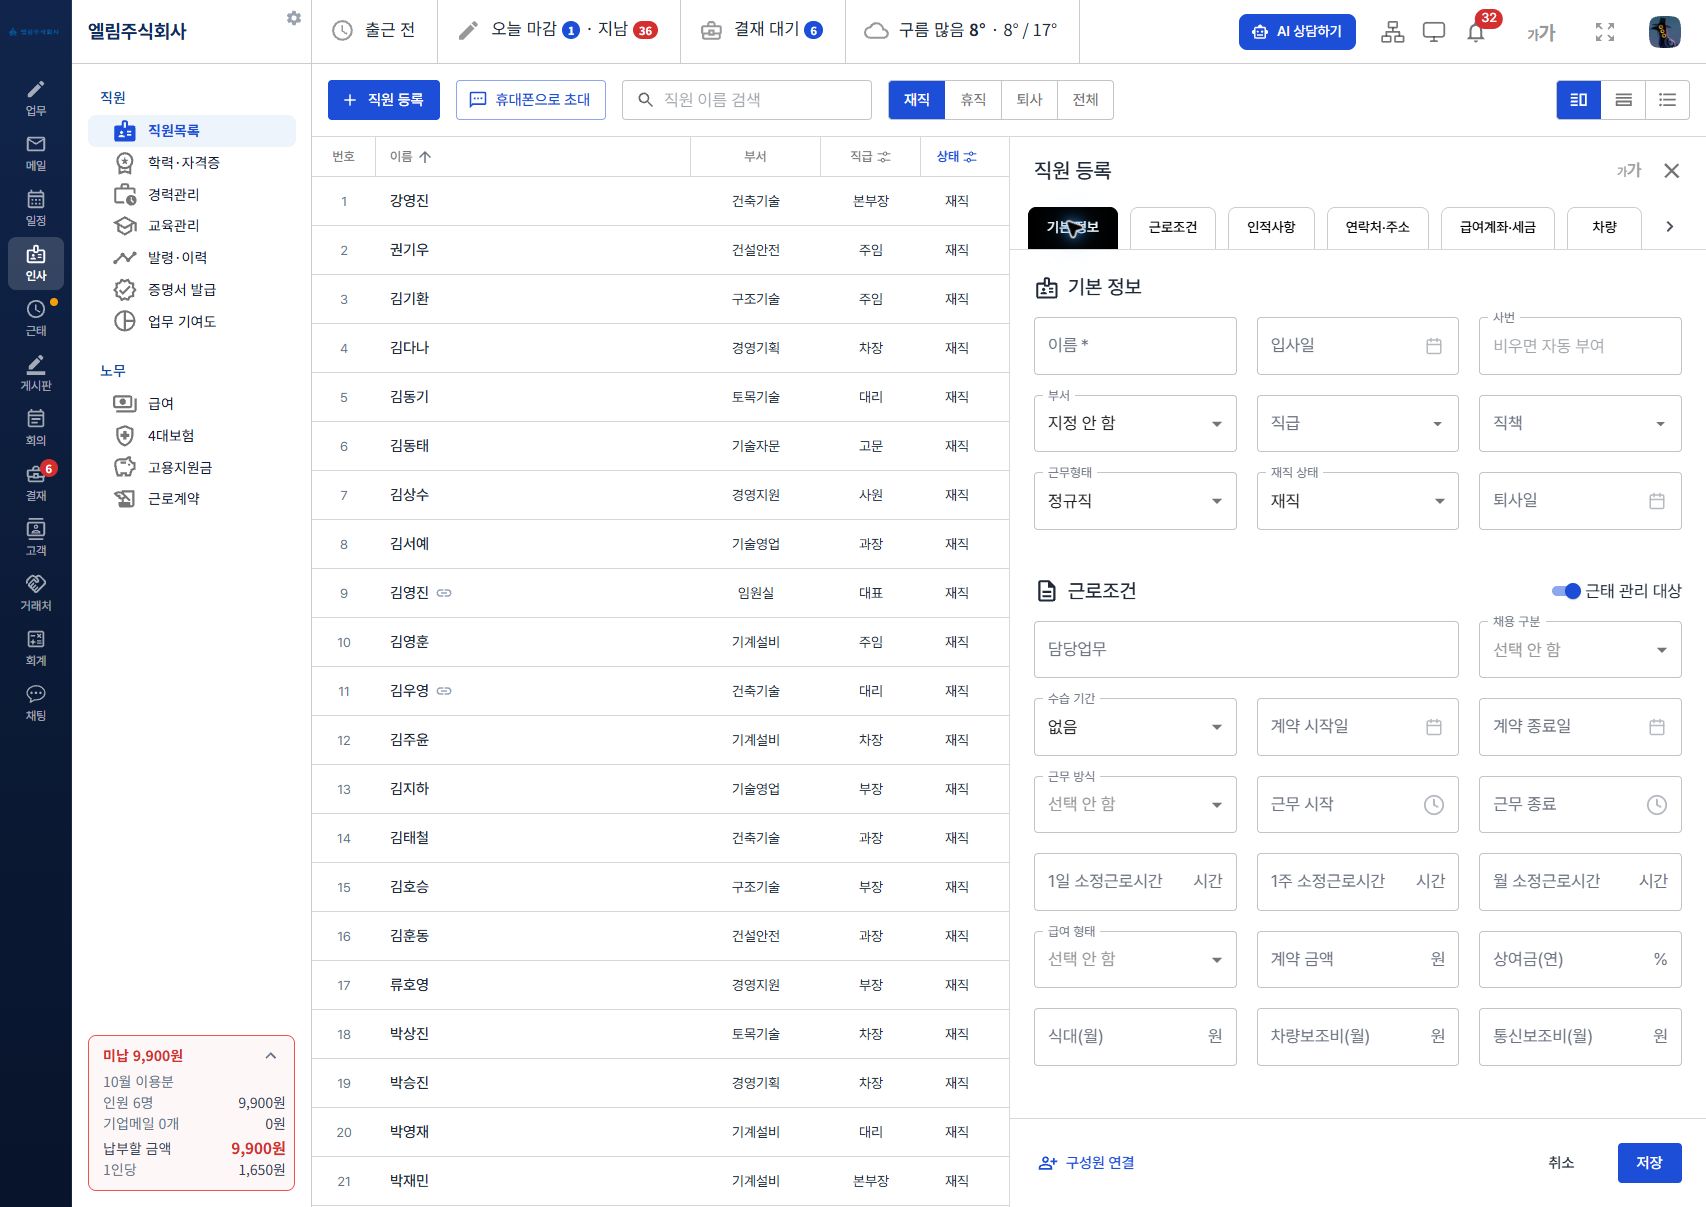 엘림주식회사
업무
메일
일정
인사
근태
게시판
회의
결재 6
고객
거래처
회계
채팅
엘림주식회사
직원
직원목록
학력·자격증
경력관리
교육관리
발령·이력
증명서 발급
업무 기여도
노무
급여
4대보험
고용지원금
근로계약
미납 9,900원
10월 이용분
인원 6명 9,900원
기업메일 0개 0원
납부할 금액 9,900원
1인당 1,650원
출근 전 오늘 마감 1 · 지남 36 결재 대기 6 구름 많음 8° · 8° / 17° AI 상담하기 32 가가
+ 직원 등록 휴대폰으로 초대 직원 이름 검색 재직 휴직 퇴사 전체
번호 이름 부서 직급 상태
1 강영진 건축기술 본부장 재직
2 권기우 건설안전 주임 재직
3 김기환 구조기술 주임 재직
4 김다나 경영기획 차장 재직
5 김동기 토목기술 대리 재직
6 김동태 기술자문 고문 재직
7 김상수 경영지원 사원 재직
8 김서예 기술영업 과장 재직
9 김영진 임원실 대표 재직
10 김영훈 기계설비 주임 재직
11 김우영 건축기술 대리 재직
12 김주윤 기계설비 차장 재직
13 김지하 기술영업 부장 재직
14 김태철 건축기술 과장 재직
15 김호승 구조기술 부장 재직
16 김훈동 건설안전 과장 재직
17 류호영 경영지원 부장 재직
18 박상진 토목기술 차장 재직
19 박승진 경영기획 차장 재직
20 박영재 기계설비 대리 재직
21 박재민 기계설비 본부장 재직
직원 등록 가가
기본 정보 근로조건 인적사항 연락처·주소 급여계좌·세금 차량
기본 정보
이름 * 입사일 사번 비우면 자동 부여
부서 지정 안 함 직급 직책
근무형태 정규직 재직 상태 재직 퇴사일
근로조건 근태 관리 대상
담당업무 채용 구분 선택 안 함
수습 기간 없음 계약 시작일 계약 종료일
근무 방식 선택 안 함 근무 시작 근무 종료
1일 소정근로시간 시간 1주 소정근로시간 시간 월 소정근로시간 시간
급여 형태 선택 안 함 계약 금액 원 상여금(연) %
식대(월) 원 차량보조비(월) 원 통신보조비(월) 원
구성원 연결 취소 저장